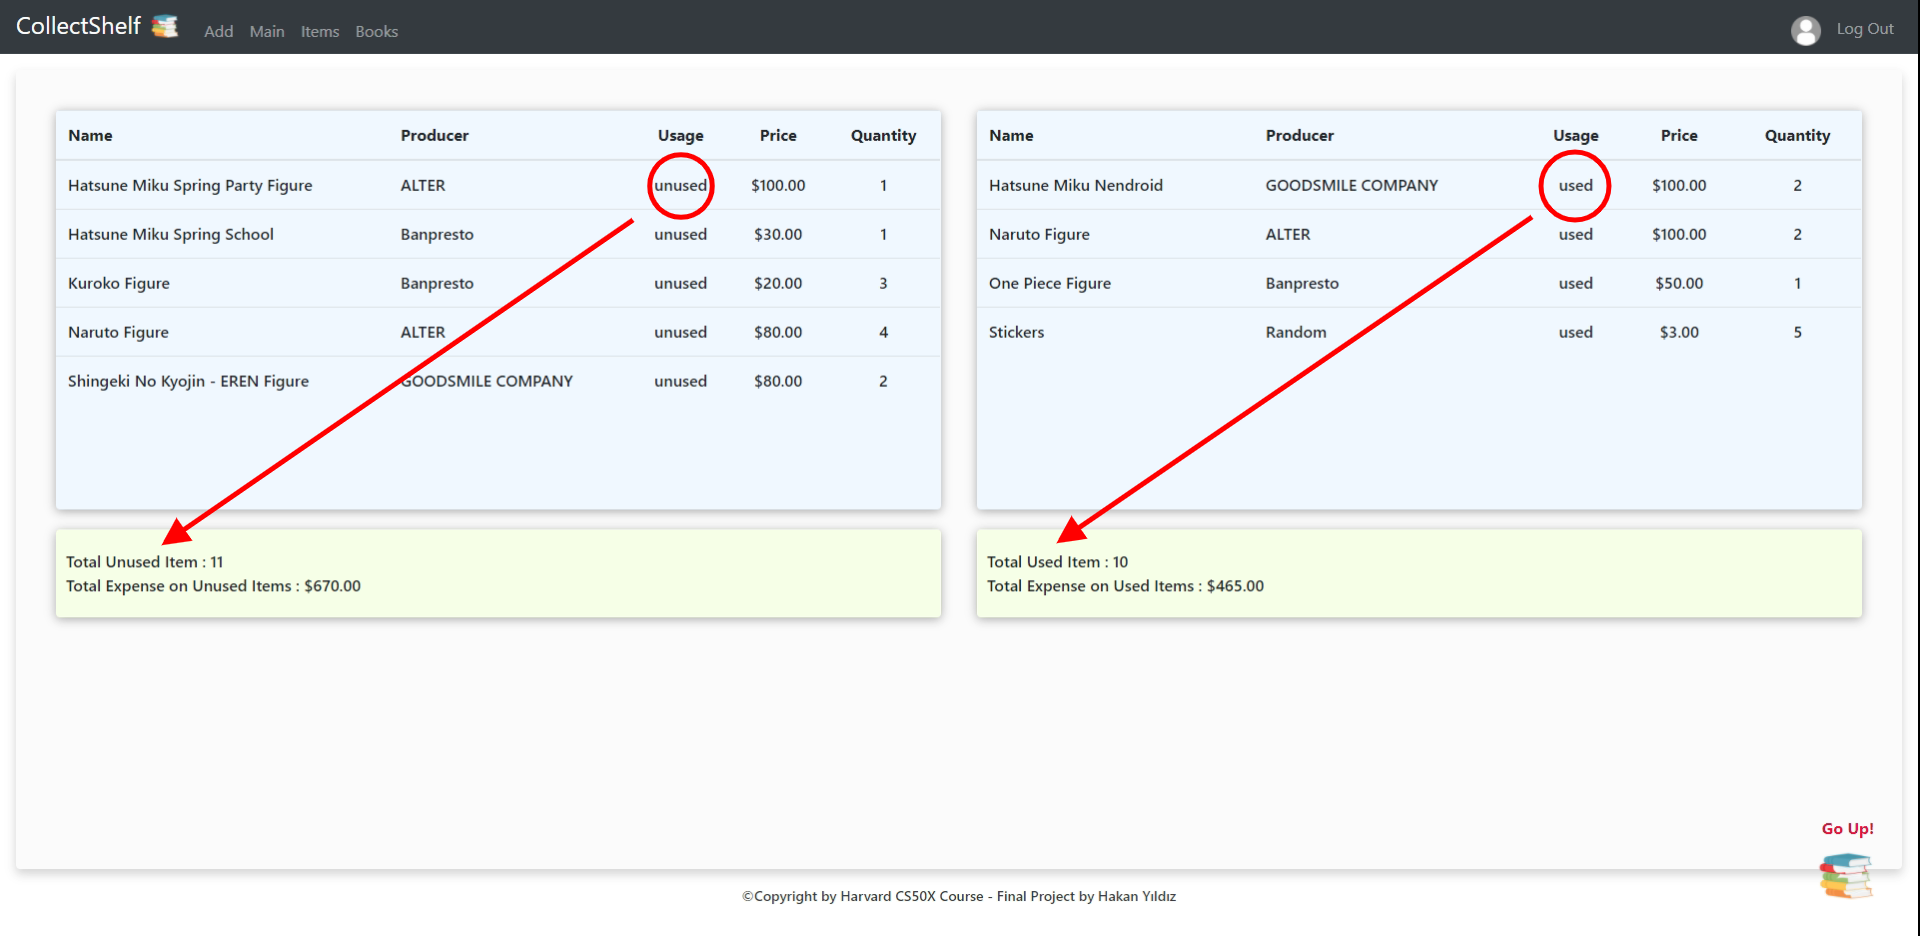 CollectShelf Add Main Items Books Log Out
Name Producer Usage Price Quantity
Hatsune Miku Spring Party Figure ALTER unused $100.00 1
Hatsune Miku Spring School Banpresto unused $30.00 1
Kuroko Figure Banpresto unused $20.00 3
Naruto Figure ALTER unused $80.00 4
Shingeki No Kyojin - EREN Figure GOODSMILE COMPANY unused $80.00 2
Total Unused Item : 11
Total Expense on Unused Items : $670.00
Name Producer Usage Price Quantity
Hatsune Miku Nendroid GOODSMILE COMPANY used $100.00 2
Naruto Figure ALTER used $100.00 2
One Piece Figure Banpresto used $50.00 1
Stickers Random used $3.00 5
Total Used Item : 10
Total Expense on Used Items : $465.00
Go Up!
©Copyright by Harvard CS50X Course - Final Project by Hakan Yıldız